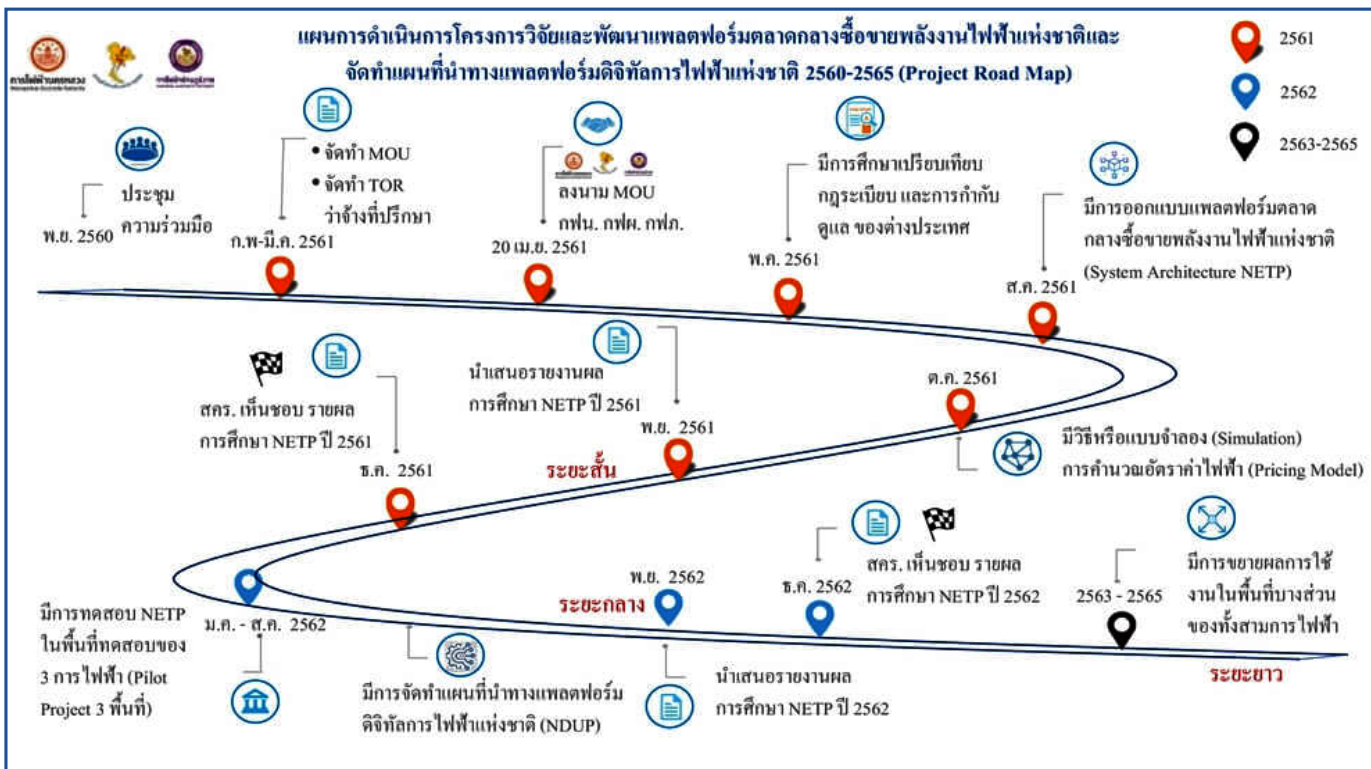 แผนการดำเนินการโครงการวิจัยและพัฒนาแพลตฟอร์มตลาดกลางซื้อขายพลังงานไฟฟ้าแห่งชาติและ
จัดทำแผนที่นำทางแพลตฟอร์มดิจิทัลการไฟฟ้าแห่งชาติ 2560-2565 (Project Road Map)
การไฟฟ้านครหลวง
2561
2562
2563-2565
ประชุม
ความร่วมมือ
พ.ย. 2560
• จัดทำ MOU
• จัดทำ TOR
ว่าจ้างที่ปรึกษา
ก.พ-มี.ค. 2561
ลงนาม MOU
กฟน. กฟผ. กฟภ.
20 เม.ย. 2561
มีการศึกษาเปรียบเทียบ
กฎระเบียบ และการกำกับ
ดูแล ของต่างประเทศ
พ.ค. 2561
มีการออกแบบแพลตฟอร์มตลาด
กลางซื้อขายพลังงานไฟฟ้าแห่งชาติ
(System Architecture NETP)
ส.ค. 2561
ต.ค. 2561
มีวิธีหรือแบบจำลอง (Simulation)
การคำนวณอัตราค่าไฟฟ้า (Pricing Model)
นำเสนอรายงานผล
การศึกษา NETP ปี 2561
พ.ย. 2561
ระยะสั้น
สคร. เห็นชอบ รายผล
การศึกษา NETP ปี 2561
ธ.ค. 2561
มีการทดสอบ NETP
ในพื้นที่ทดสอบของ
3 การไฟฟ้า (Pilot
Project 3 พื้นที่)
ม.ค. - ส.ค. 2562
มีการจัดทำแผนที่นำทางแพลตฟอร์ม
ดิจิทัลการไฟฟ้าแห่งชาติ (NDUP)
ระยะกลาง
พ.ย. 2562
นำเสนอรายงานผล
การศึกษา NETP ปี 2562
สคร. เห็นชอบ รายผล
การศึกษา NETP ปี 2562
ธ.ค. 2562
มีการขยายผลการใช้
งานในพื้นที่บางส่วน
ของทั้งสามการไฟฟ้า
2563 - 2565
ระยะยาว